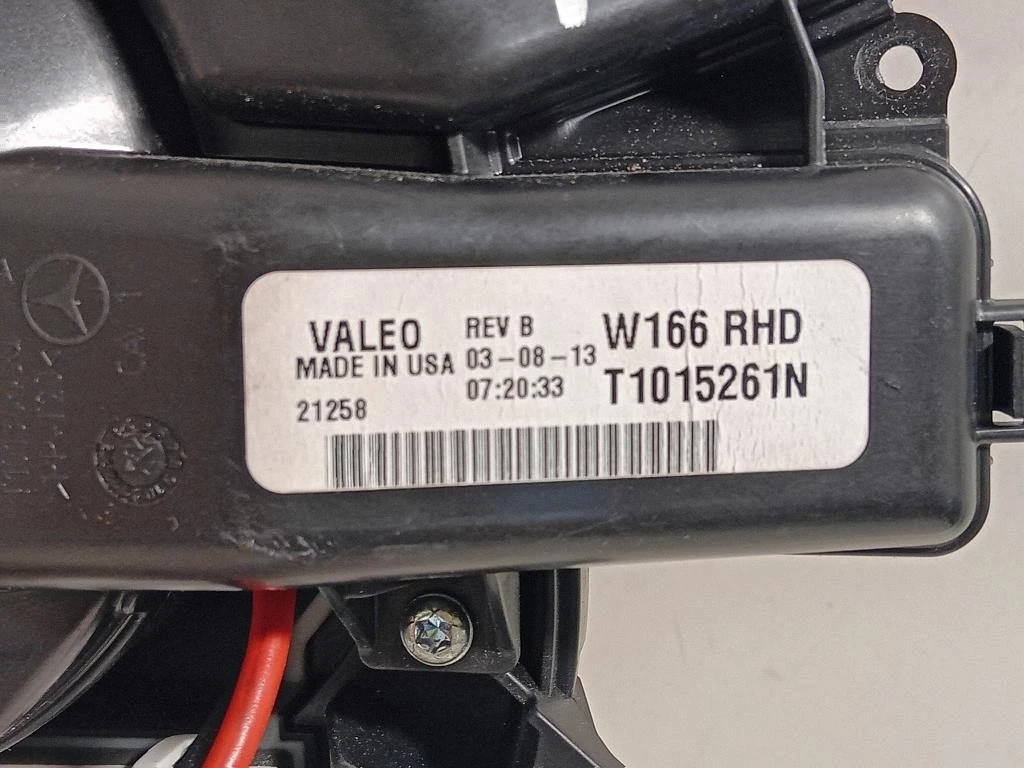 VALEO
MADE IN USA
21258
REV B
03-08-13
07:20:33
W166 RHD
T1015261N